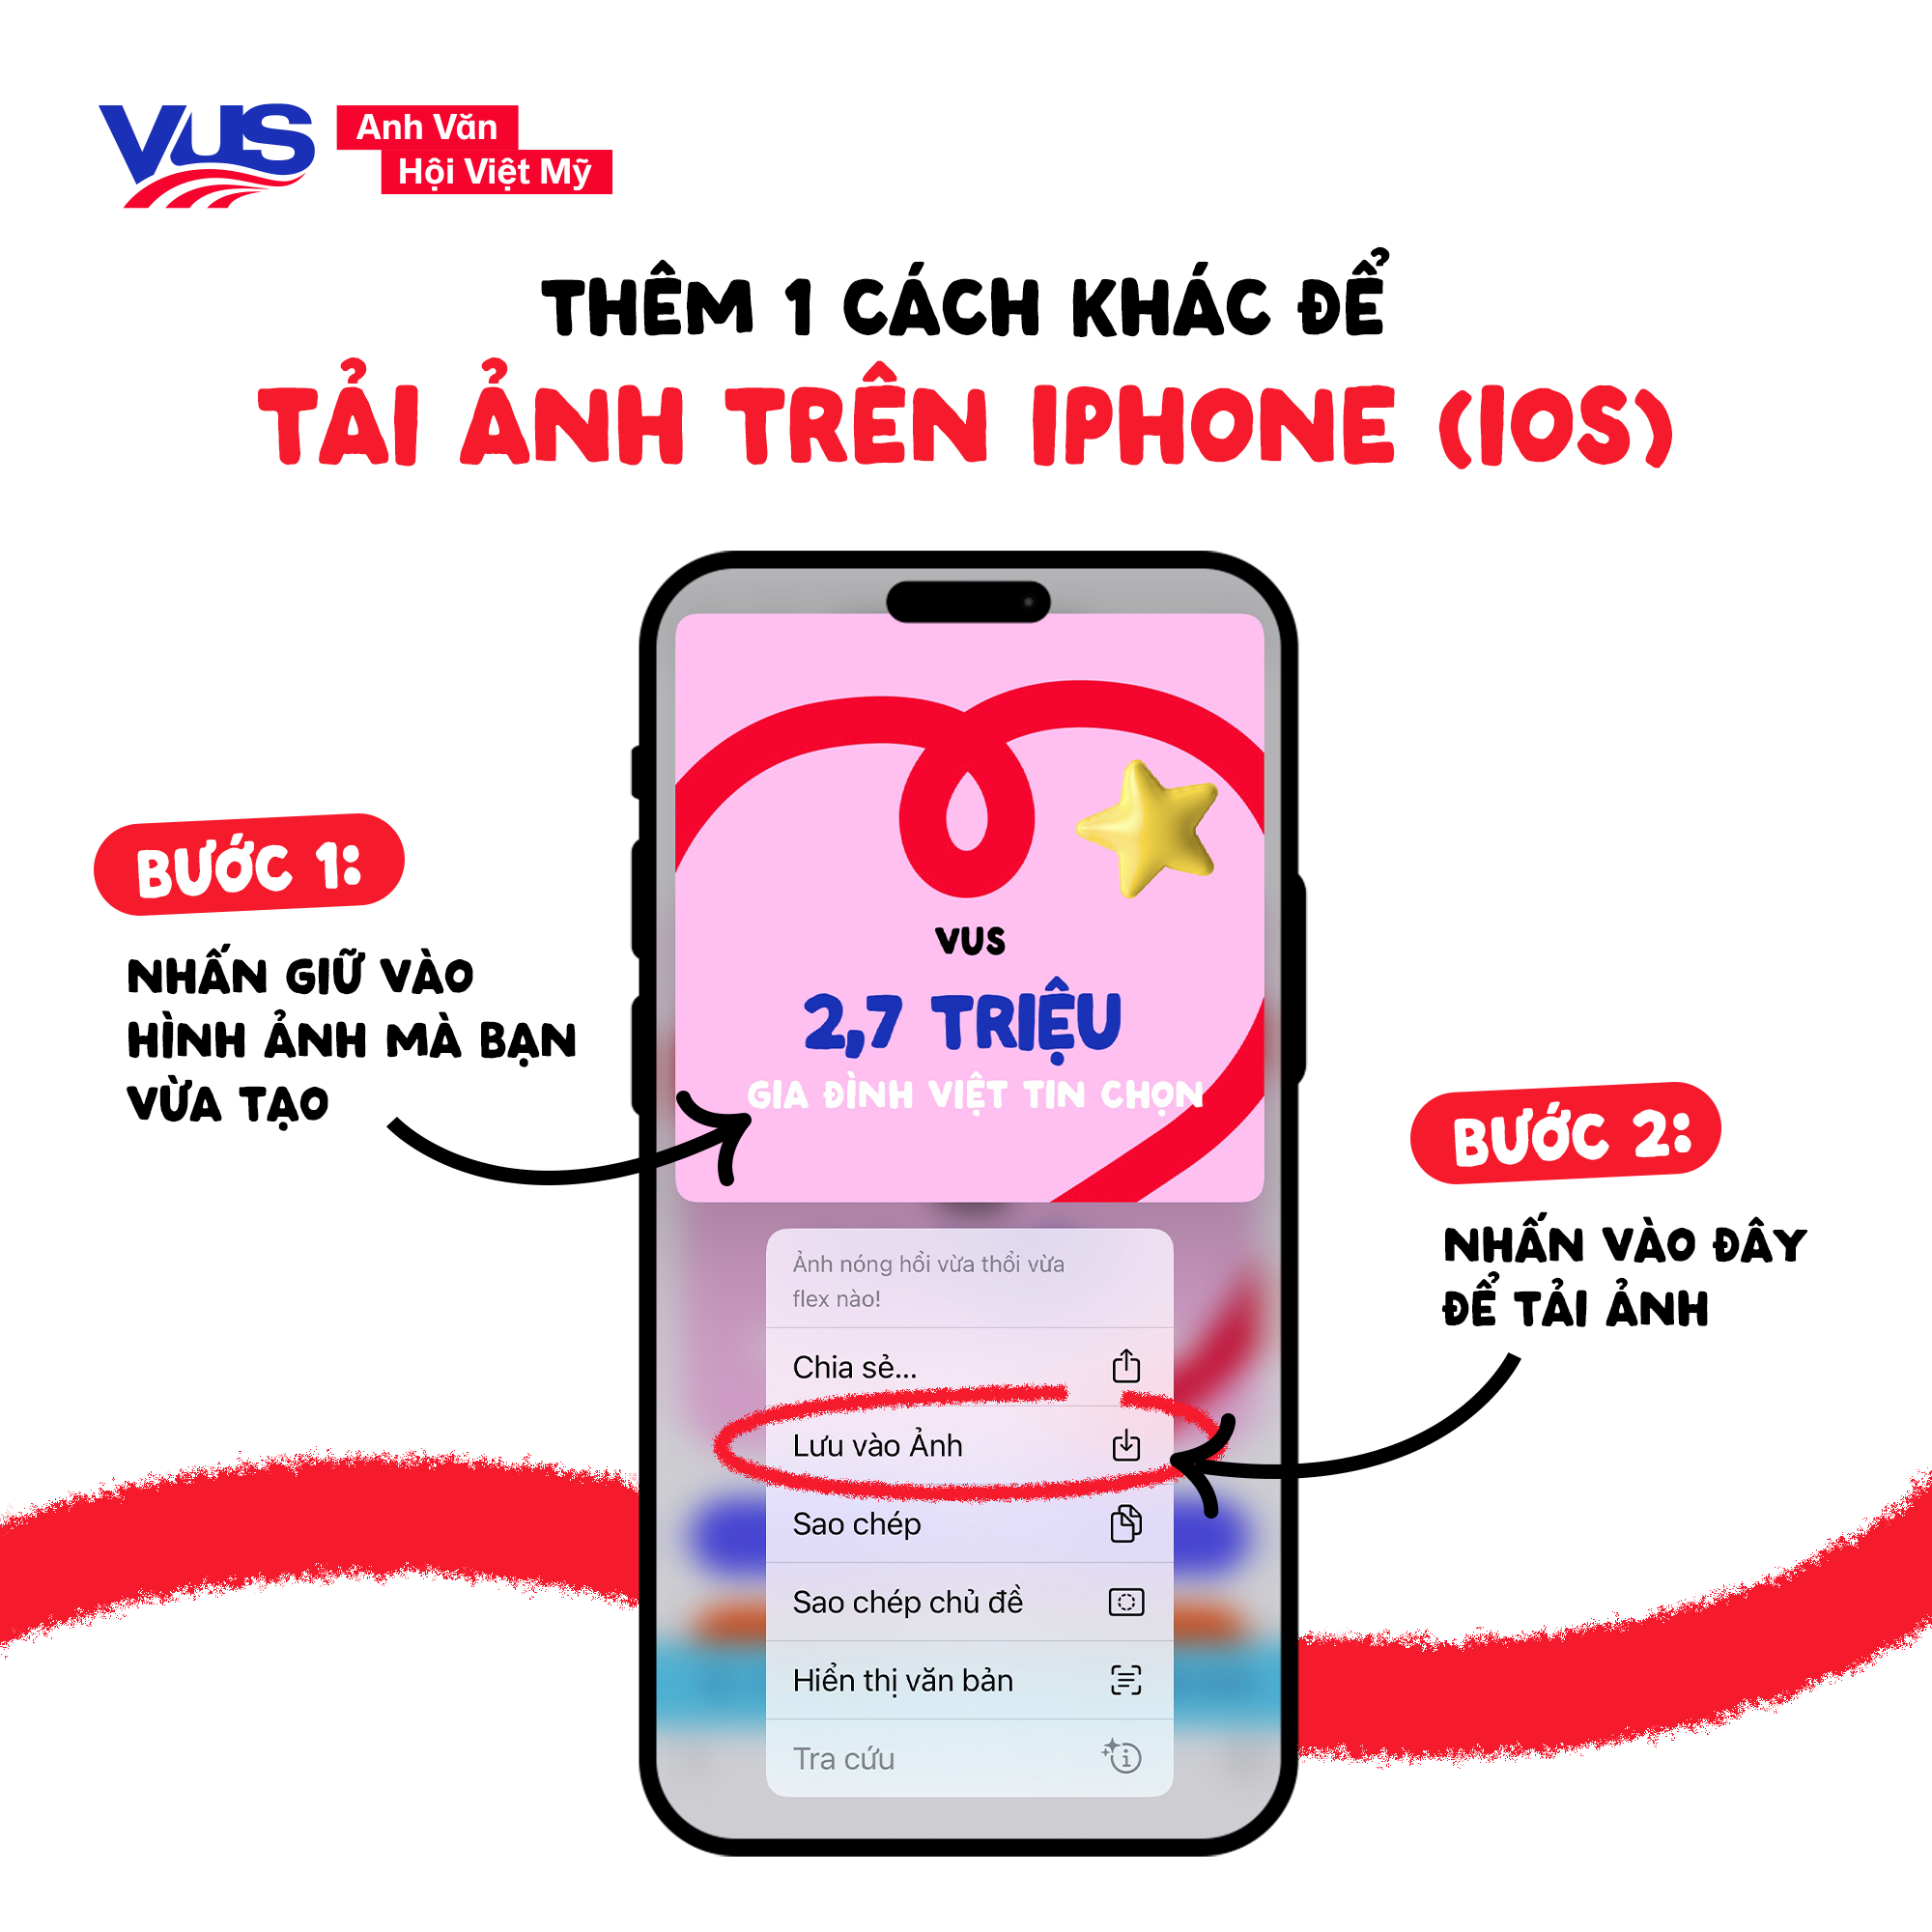 VUS
Anh Văn
Hội Việt Mỹ
THÊM 1 CÁCH KHÁC ĐỂ
TẢI ẢNH TRÊN IPHONE (IOS)
BƯỚC 1:
NHẤN GIỮ VÀO
HÌNH ẢNH MÀ BẠN
VỪA TẠO
VUS
2,7 TRIỆU
GIA ĐÌNH VIỆT TIN CHỌN
BƯỚC 2:
NHẤN VÀO ĐÂY
ĐỂ TẢI ẢNH
Ảnh nóng hổi vừa thổi vừa
flex nào!
Chia sẻ...
Lưu vào Ảnh
Sao chép
Sao chép chủ đề
Hiển thị văn bản
Tra cứu